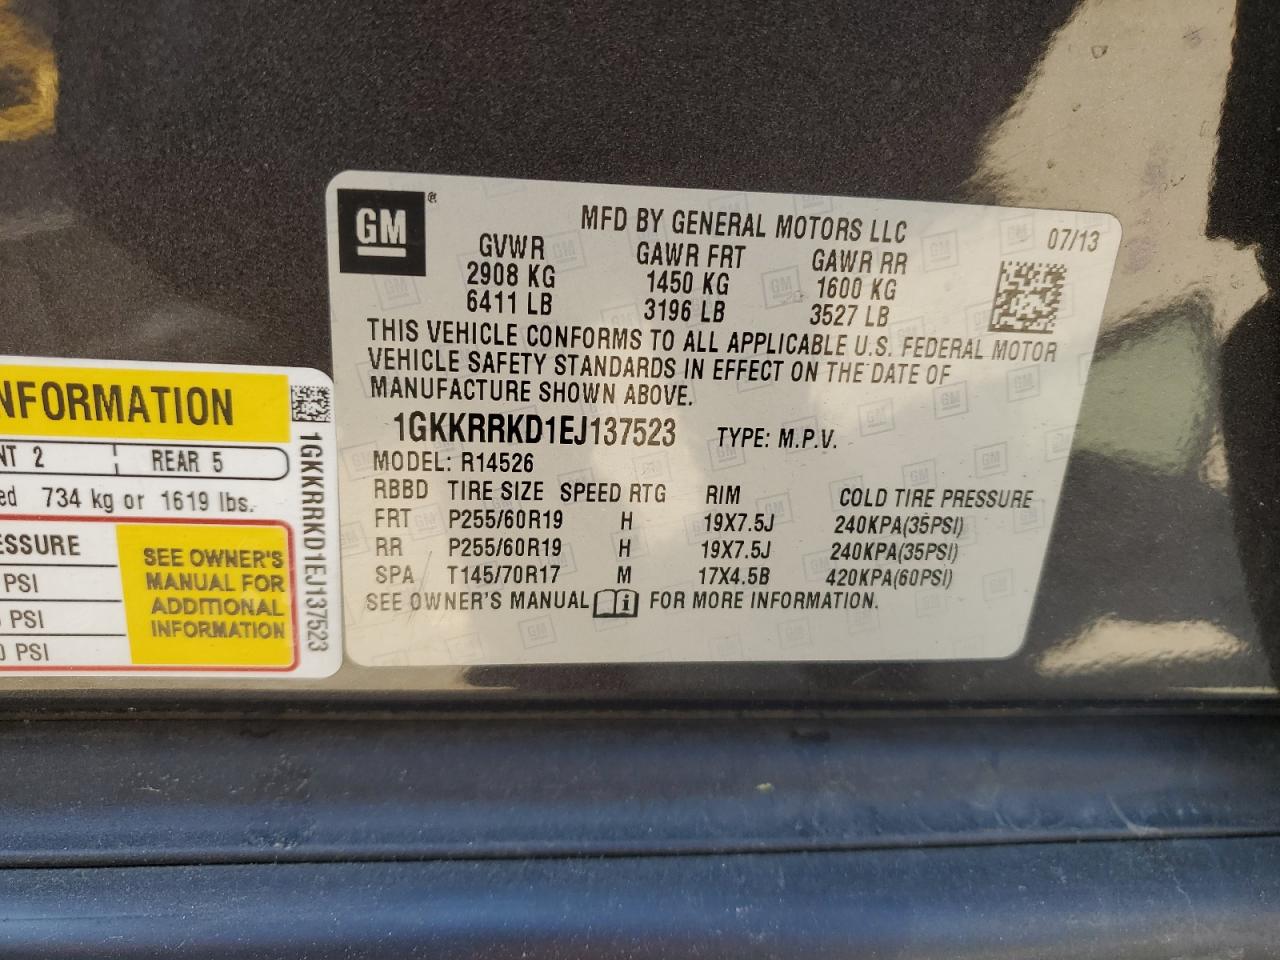 GM ®
MFD BY GENERAL MOTORS LLC
07/13
GVWR GAWR FRT GAWR RR
2908 KG 1450 KG 1600 KG
6411 LB 3196 LB 3527 LB
THIS VEHICLE CONFORMS TO ALL APPLICABLE U.S. FEDERAL MOTOR
VEHICLE SAFETY STANDARDS IN EFFECT ON THE DATE OF
MANUFACTURE SHOWN ABOVE.
1GKKRRKD1EJ137523 TYPE: M.P.V.
MODEL: R14526
RBBD TIRE SIZE SPEED RTG RIM COLD TIRE PRESSURE
FRT P255/60R19 H 19X7.5J 240KPA(35PSI)
RR P255/60R19 H 19X7.5J 240KPA(35PSI)
SPA T145/70R17 M 17X4.5B 420KPA(60PSI)
SEE OWNER'S MANUAL i FOR MORE INFORMATION.
NFORMATION
NT 2 REAR 5
ed 734 kg or 1619 lbs.
ESSURE
PSI
PSI
0 PSI
SEE OWNER'S
MANUAL FOR
ADDITIONAL
INFORMATION
1GKKRRKD1EJ137523